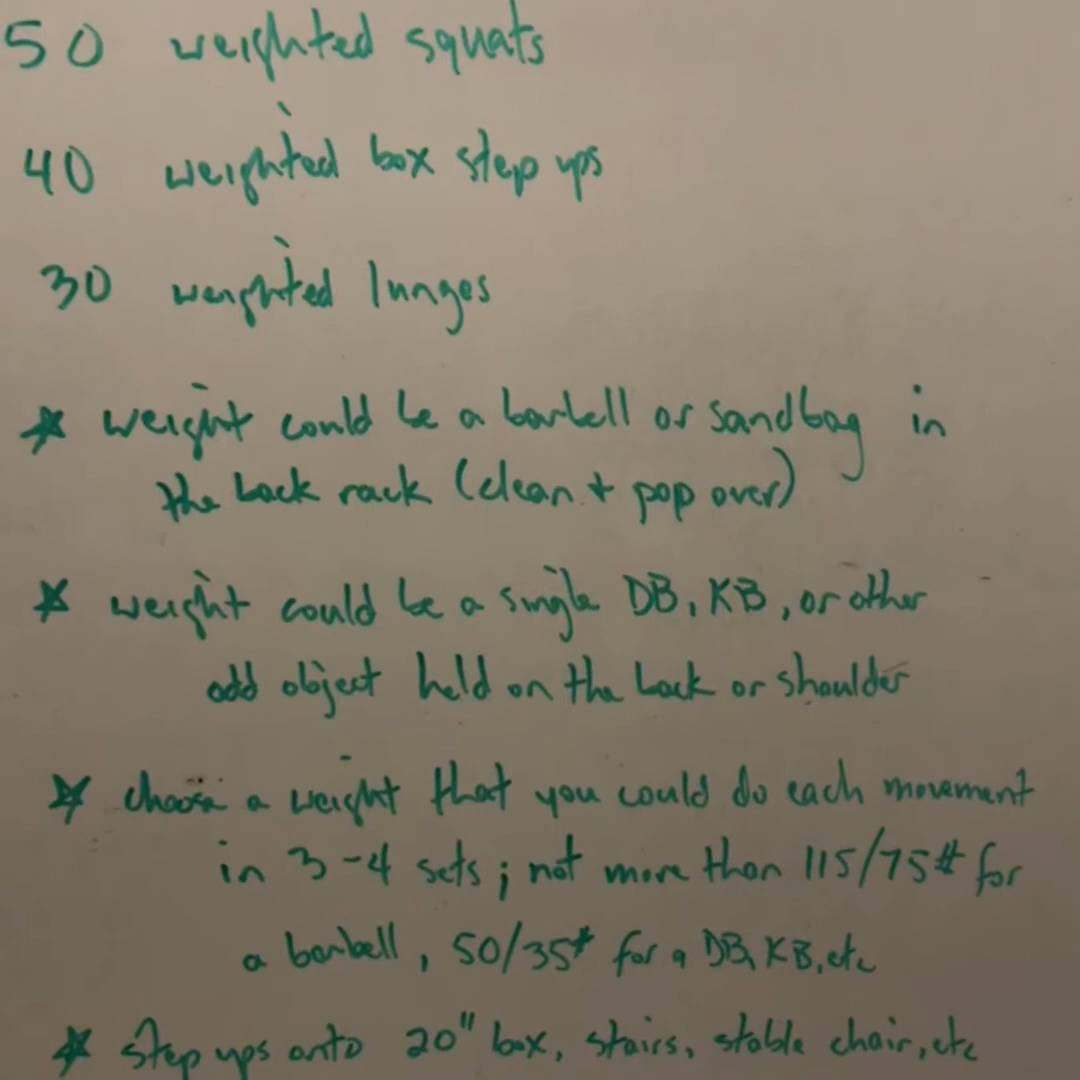 50 weighted squats
40 weighted box step ups
30 weighted lunges
* weight could be a barbell or sandbag in
the back rack (clean + pop over)
* weight could be a single DB, KB, or other
odd object held on the back or shoulder
* choose a weight that you could do each movement
in 3-4 sets; not more than 115/75# for
a barbell, 50/35# for a DB, KB, etc
* step ups onto 20" box, stairs, stable chair, etc